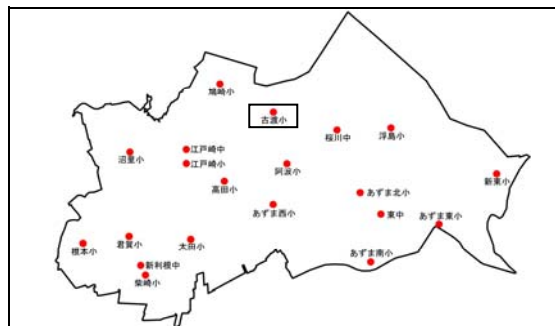 鳩崎小
古渡小
桜川中
浮島小
江戸崎中
沼里小
江戸崎小
阿波小
新東小
高田小
あずま北小
あずま西小
東中
あずま東小
君賀小
太田小
根本小
あずま南小
新利根中
柴崎小